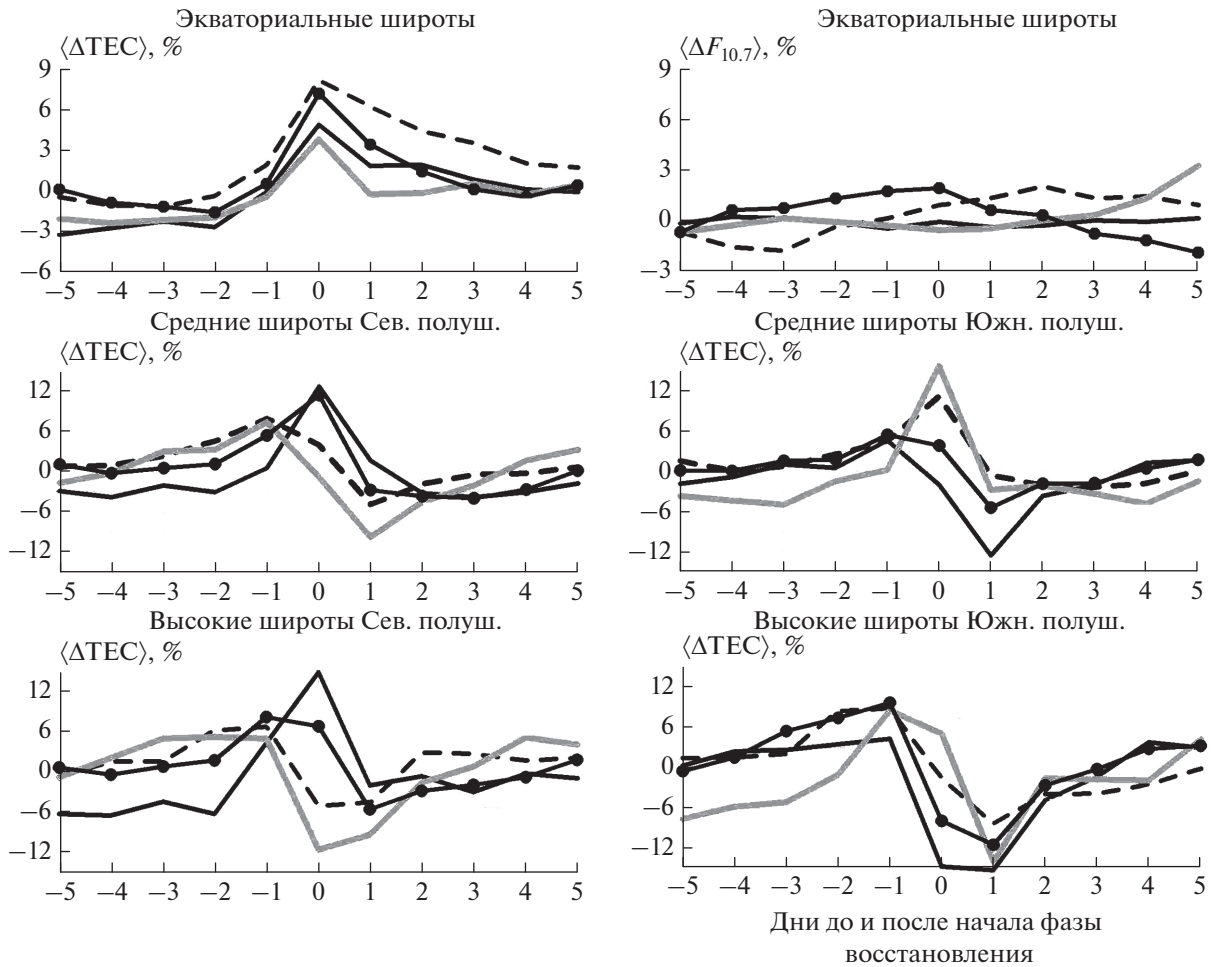 Экваториальные широты
⟨ΔTEC⟩, %
9
6
3
0
−3
−6
−5 −4 −3 −2 −1 0 1 2 3 4 5
Экваториальные широты
⟨ΔF10.7⟩, %
9
6
3
0
−3
−5 −4 −3 −2 −1 0 1 2 3 4 5
Средние широты Сев. полуш.
⟨ΔTEC⟩, %
12
6
0
−6
−12
−5 −4 −3 −2 −1 0 1 2 3 4 5
Средние широты Южн. полуш.
⟨ΔTEC⟩, %
12
6
0
−6
−12
−5 −4 −3 −2 −1 0 1 2 3 4 5
Высокие широты Сев. полуш.
⟨ΔTEC⟩, %
12
6
0
−6
−12
−5 −4 −3 −2 −1 0 1 2 3 4 5
Высокие широты Южн. полуш.
⟨ΔTEC⟩, %
12
6
0
−6
−12
−5 −4 −3 −2 −1 0 1 2 3 4 5
Дни до и после начала фазы
восстановления